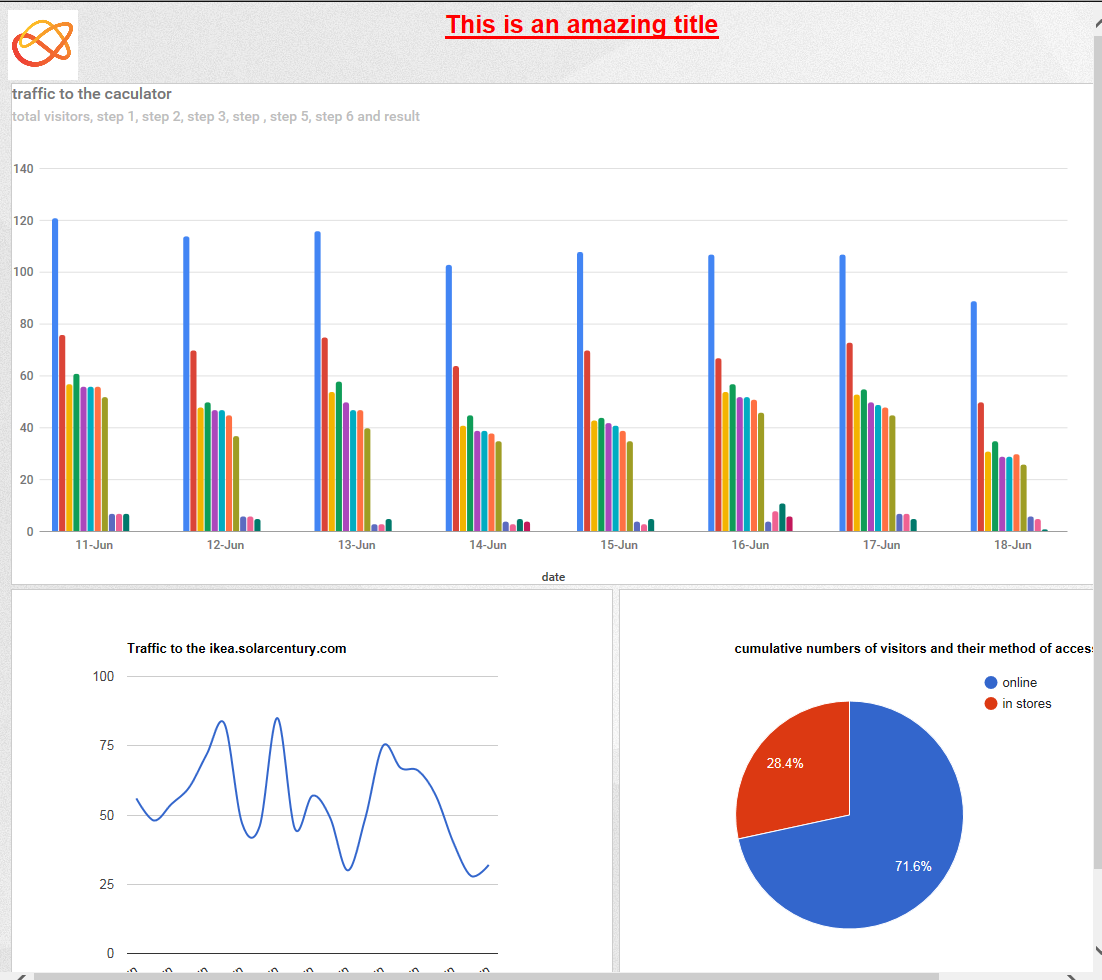 This is an amazing title
traffic to the caculator
total visitors, step 1, step 2, step 3, step , step 5, step 6 and result
140
120
100
80
60
40
20
0
11-Jun 12-Jun 13-Jun 14-Jun 15-Jun 16-Jun 17-Jun 18-Jun
date
Traffic to the ikea.solarcentury.com
100
75
50
25
0
cumulative numbers of visitors and their method of acces
online
in stores
28.4%
71.6%